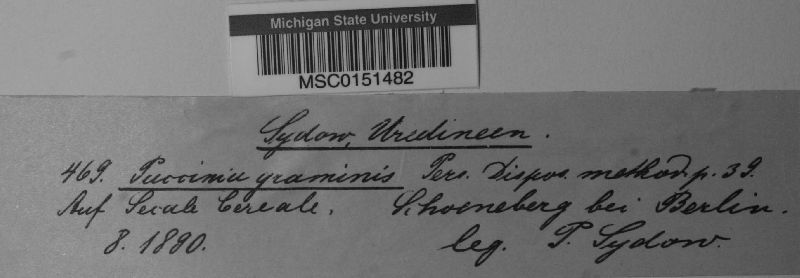 Michigan State University
MSC0151482
Sydow, Uredineen.
469. Puccinia graminis Pers. Dispos. method. p. 39.
Auf Secale Cereale. Schoeneberg bei Berlin.
8. 1890. leg. P. Sydow.